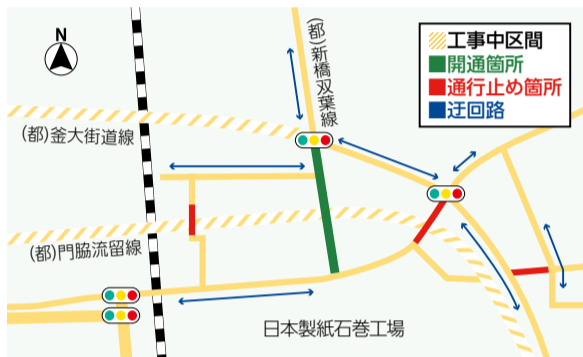 N
(都)新橋双葉線
工事中区間
開通箇所
通行止め箇所
迂回路
(都)釜大街道線
(都)門脇流留線
日本製紙石巻工場